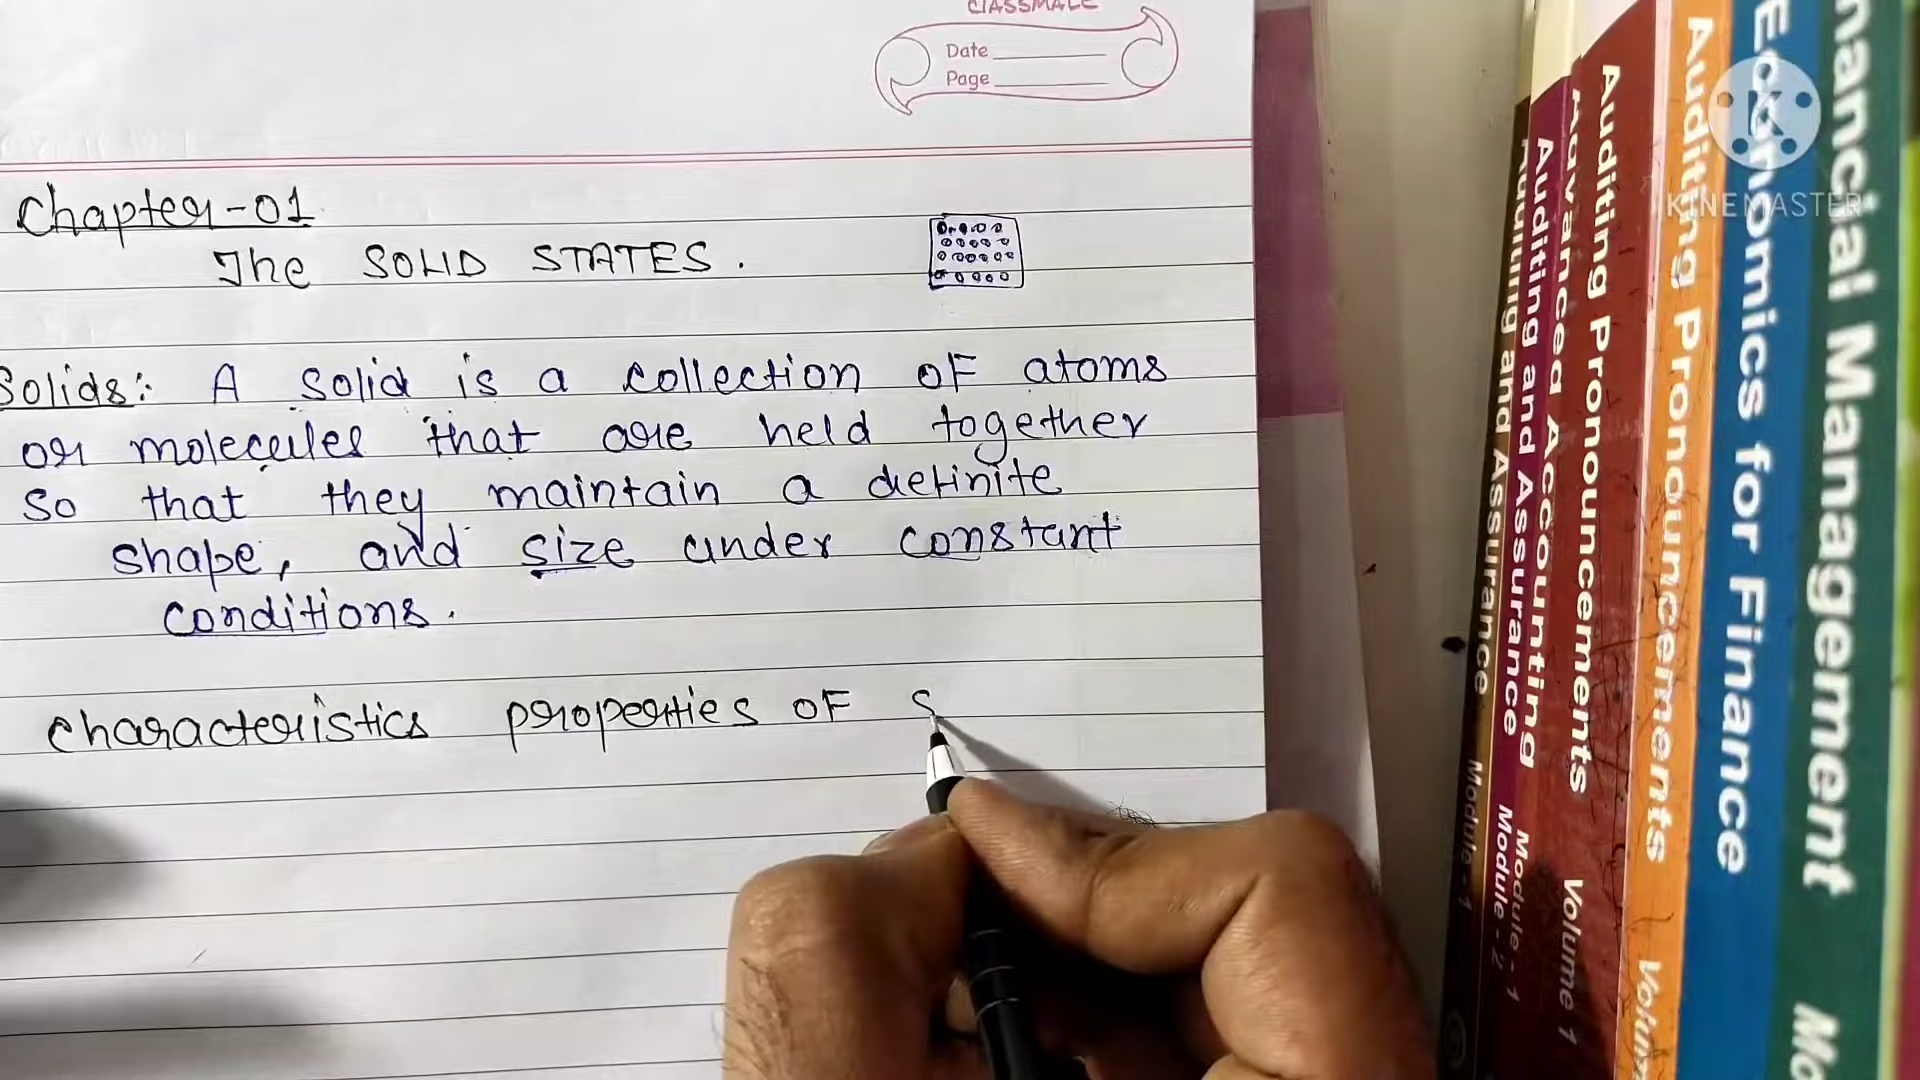 CLASSMATE
Date
Page
Chapter-01
The SOLID STATES.
Solids: A solid is a collection of atoms
or molecules that are held together
so that they maintain a definite
shape, and size under constant
conditions.
characteristics properties of s
Auditing and Assurance Module - 1
Auditing and Assurance Module - 2
Advanced Accounting Module - 1
Auditing Pronouncements Volume 1
Auditing Pronouncements
Economics for Finance
nancial Management
KINEMASTER